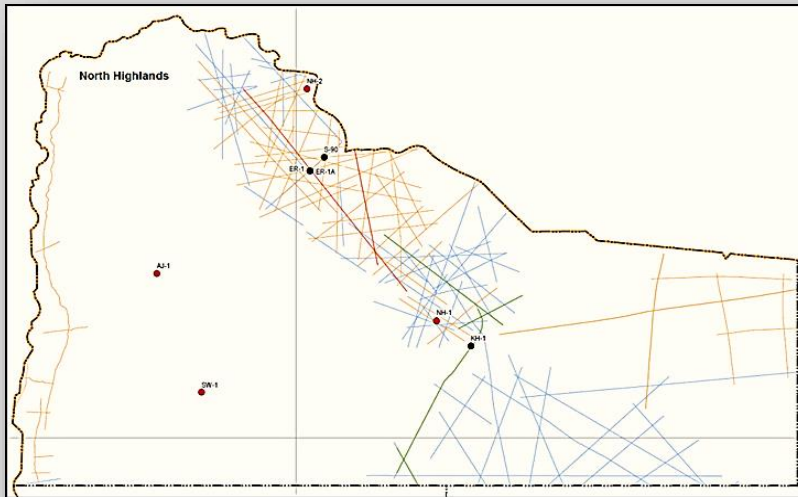 North Highlands
NH-2
S-90
ER-1
ER-1A
AJ-1
NH-1
KH-1
SW-1